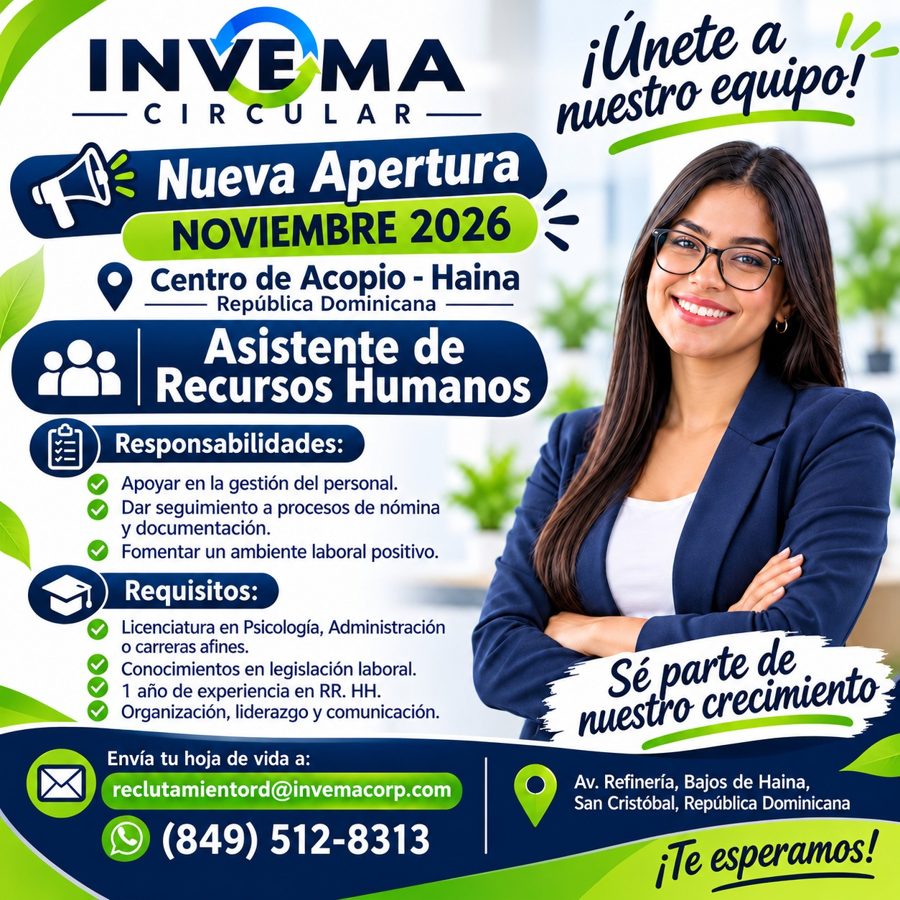 INVEMA
CIRCULAR
¡Únete a
nuestro equipo!
Nueva Apertura
NOVIEMBRE 2026
Centro de Acopio - Haina
República Dominicana
Asistente de
Recursos Humanos
Responsabilidades:
Apoyar en la gestión del personal.
Dar seguimiento a procesos de nómina
y documentación.
Fomentar un ambiente laboral positivo.
Requisitos:
Licenciatura en Psicología, Administración
o carreras afines.
Conocimientos en legislación laboral.
1 año de experiencia en RR. HH.
Organización, liderazgo y comunicación.
Sé parte de
nuestro crecimiento
Envía tu hoja de vida a:
reclutamientord@invemacorp.com
(849) 512-8313
Av. Refinería, Bajos de Haina,
San Cristóbal, República Dominicana
¡Te esperamos!